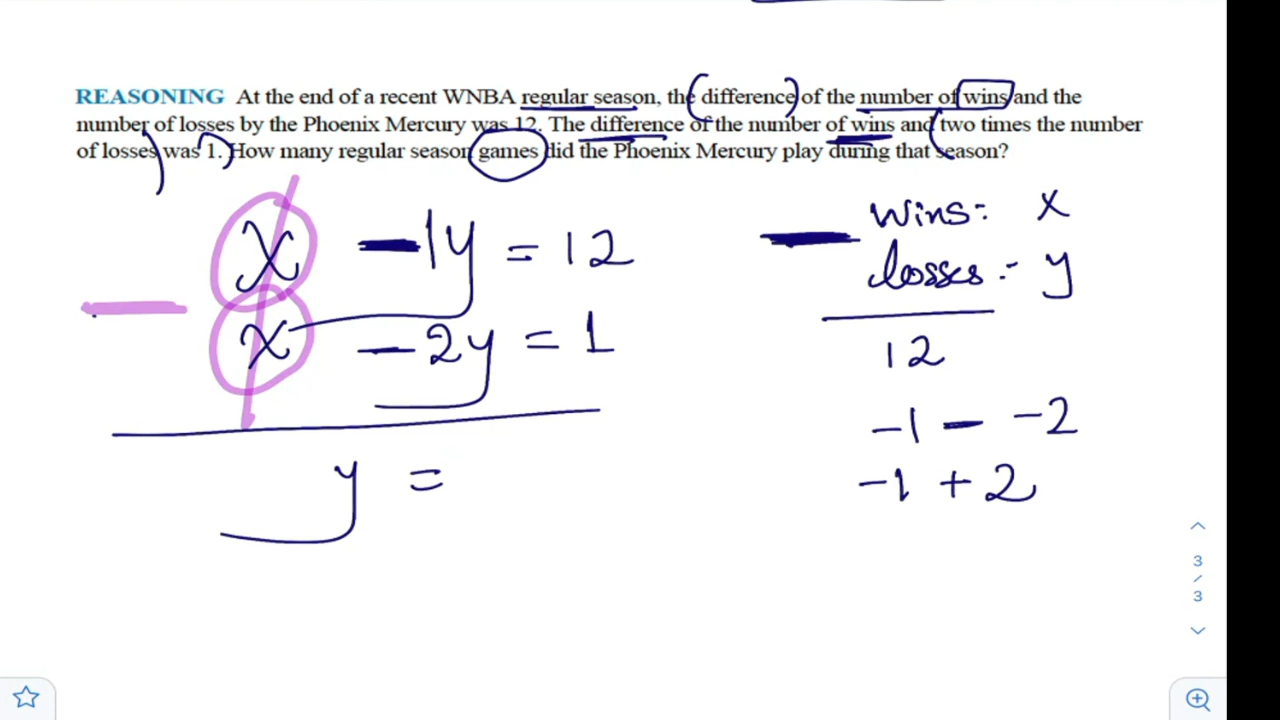 REASONING At the end of a recent WNBA regular season, the difference of the number of wins and the
number of losses by the Phoenix Mercury was 12. The difference of the number of wins and two times the number
of losses was 1. How many regular season games did the Phoenix Mercury play during that season?
x - 1y = 12
x - 2y = 1
y =
wins:- x
losses:- y
12
-1 - -2
-1 + 2
3
/
3